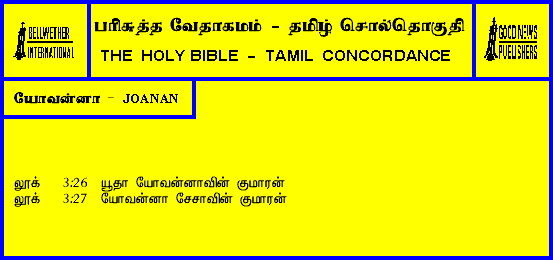 BELLWETHER
INTERNATIONAL
பரிசுத்த வேதாகமம் - தமிழ் சொல்தொகுதி
THE HOLY BIBLE - TAMIL CONCORDANCE
GOOD NEWS
PUBLISHERS
யோவன்னா - JOANAN
லூக் 3:26 யூதா யோவன்னாவின் குமாரன்
லூக் 3:27 யோவன்னா சேசாவின் குமாரன்